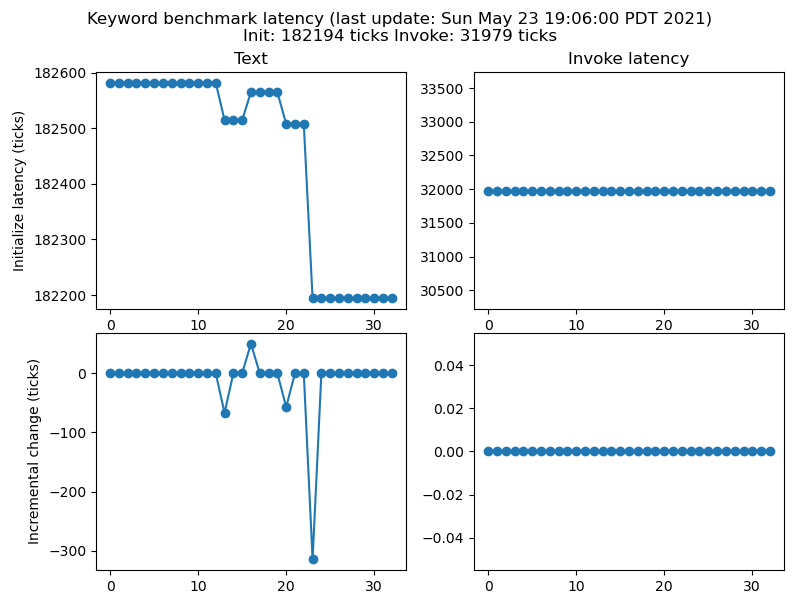 Keyword benchmark latency (last update: Sun May 23 19:06:00 PDT 2021)
Init: 182194 ticks Invoke: 31979 ticks
Text
Initialize latency (ticks)
182600
182500
182400
182300
182200
0 10 20 30
Invoke latency
33500
33000
32500
32000
31500
31000
30500
0 10 20 30
Incremental change (ticks)
0
−100
−200
−300
0 10 20 30
0.04
0.02
0.00
−0.02
−0.04
0 10 20 30